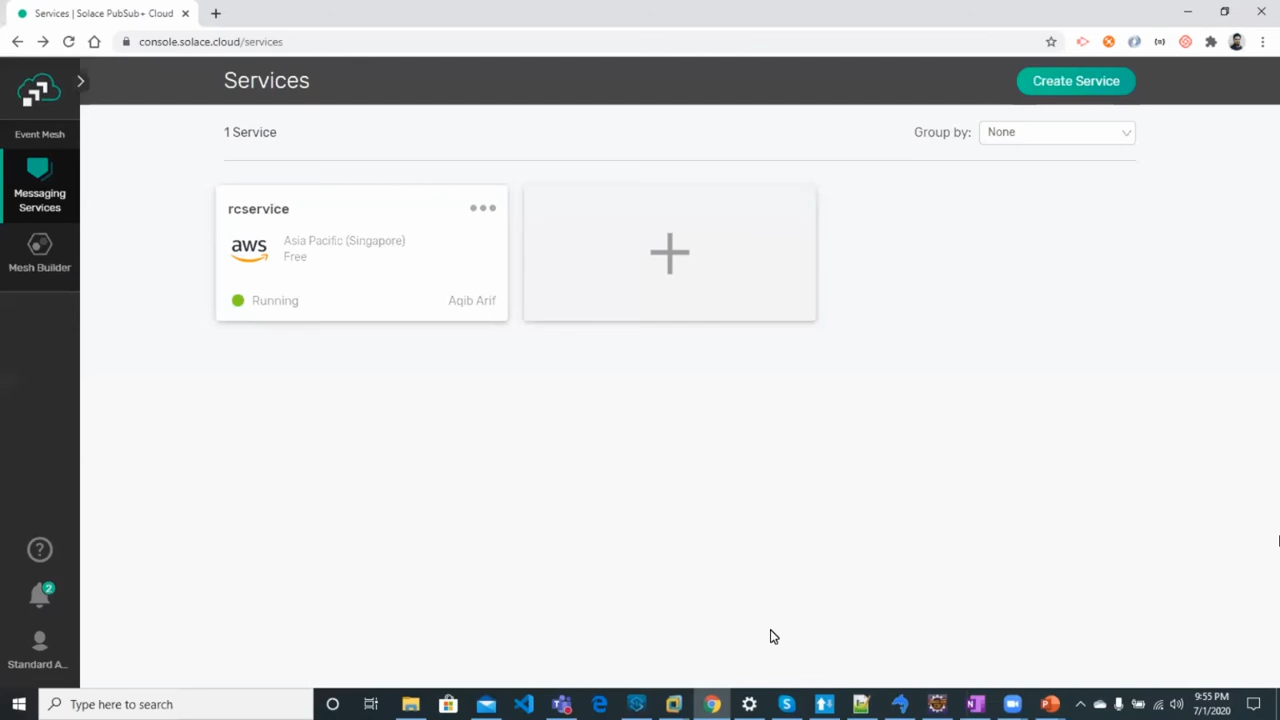 Services | Solace PubSub+ Cloud
console.solace.cloud/services
Services
Create Service
Event Mesh
1 Service
Group by:
None
Messaging
Services
rcservice
aws
Asia Pacific (Singapore)
Free
Mesh Builder
Running
Aqib Arif
2
Standard A...
Type here to search
9:55 PM
7/1/2020